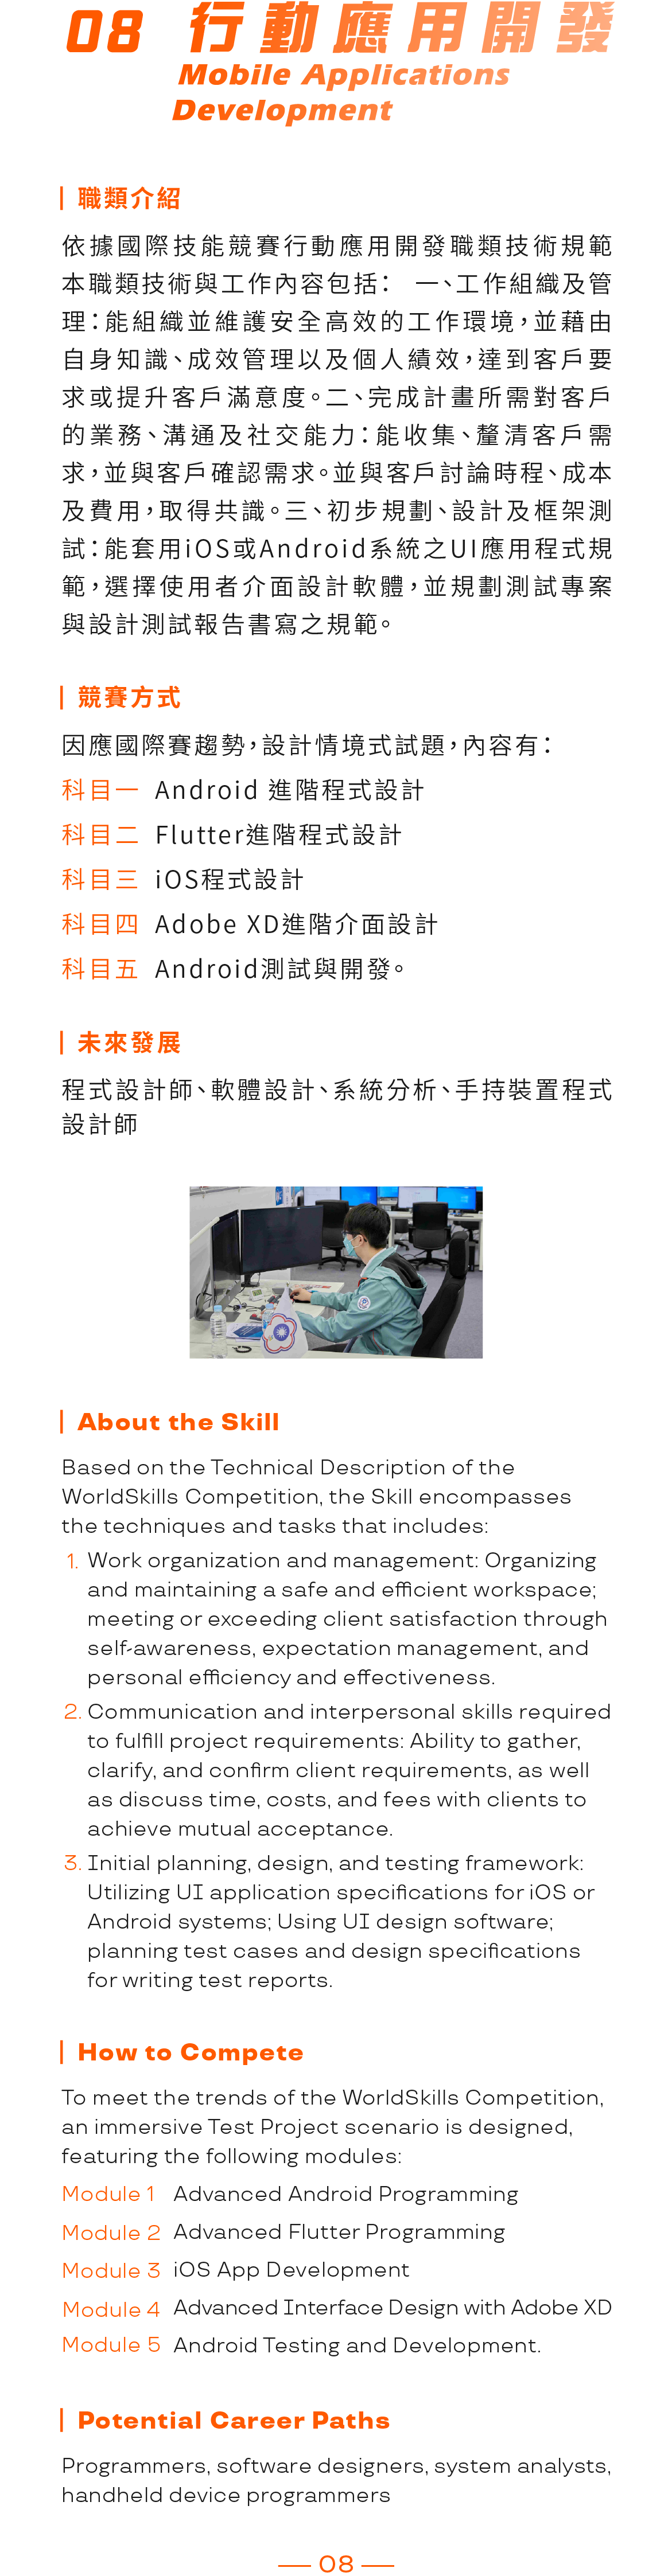 08 行動應用開發
Mobile Applications
Development
職類介紹
依據國際技能競賽行動應用開發職類技術規範
本職類技術與工作內容包括： 一、工作組織及管
理：能組織並維護安全高效的工作環境，並藉由
自身知識、成效管理以及個人績效，達到客戶要
求或提升客戶滿意度。二、完成計畫所需對客戶
的業務、溝通及社交能力：能收集、釐清客戶需
求，並與客戶確認需求。並與客戶討論時程、成本
及費用，取得共識。三、初步規劃、設計及框架測
試：能套用iOS或Android系統之UI應用程式規
範，選擇使用者介面設計軟體，並規劃測試專案
與設計測試報告書寫之規範。
競賽方式
因應國際賽趨勢，設計情境式試題，內容有：
科目一 Android 進階程式設計
科目二 Flutter進階程式設計
科目三 iOS程式設計
科目四 Adobe XD進階介面設計
科目五 Android測試與開發。
未來發展
程式設計師、軟體設計、系統分析、手持裝置程式
設計師
About the Skill
Based on the Technical Description of the
WorldSkills Competition, the Skill encompasses
the techniques and tasks that includes:
1. Work organization and management: Organizing
and maintaining a safe and efficient workspace;
meeting or exceeding client satisfaction through
self-awareness, expectation management, and
personal efficiency and effectiveness.
2. Communication and interpersonal skills required
to fulfill project requirements: Ability to gather,
clarify, and confirm client requirements, as well
as discuss time, costs, and fees with clients to
achieve mutual acceptance.
3. Initial planning, design, and testing framework:
Utilizing UI application specifications for iOS or
Android systems; Using UI design software;
planning test cases and design specifications
for writing test reports.
How to Compete
To meet the trends of the WorldSkills Competition,
an immersive Test Project scenario is designed,
featuring the following modules:
Module 1 Advanced Android Programming
Module 2 Advanced Flutter Programming
Module 3 iOS App Development
Module 4 Advanced Interface Design with Adobe XD
Module 5 Android Testing and Development.
Potential Career Paths
Programmers, software designers, system analysts,
handheld device programmers
08